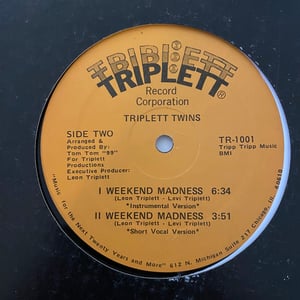 TRIPLETT
TRIPLETT®
Record
Corporation
TRIPLETT TWINS
SIDE TWO
Arranged &
Produced By:
Tom Tom "99"
For Triplett
Productions
Executive Producer:
Leon Triplett
TR-1001
Tripp Tripp Music
BMI
I WEEKEND MADNESS 6:34
(Leon Triplett - Levi Triplett)
*Instrumental Version*
II WEEKEND MADNESS 3:51
(Leon Triplett - Levi Triplett)
*Short Vocal Version*
"Music for the Next Twenty Years and More" 612 N. Michigan Suite 217 Chicago, Ill. 60610